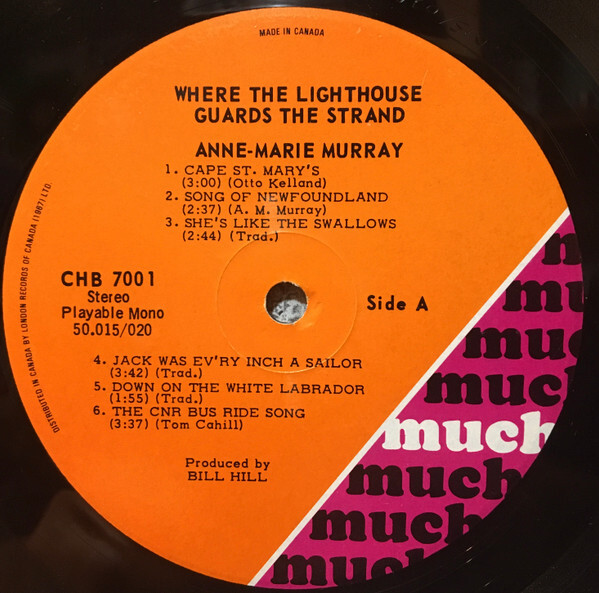 MADE IN CANADA
WHERE THE LIGHTHOUSE
GUARDS THE STRAND
ANNE-MARIE MURRAY
1. CAPE ST. MARY'S
(3:00) (Otto Kelland)
2. SONG OF NEWFOUNDLAND
(2:37) (A. M. Murray)
3. SHE'S LIKE THE SWALLOWS
(2:44) (Trad.)
CHB 7001
Stereo
Playable Mono
50.015/020
Side A
4. JACK WAS EV'RY INCH A SAILOR
(3:42) (Trad.)
5. DOWN ON THE WHITE LABRADOR
(1:55) (Trad.)
6. THE CNR BUS RIDE SONG
(3:37) (Tom Cahill)
Produced by
BILL HILL
DISTRIBUTED IN CANADA BY LONDON RECORDS OF CANADA (1967) LTD.
m
mu
muc
much
much
much
much
much